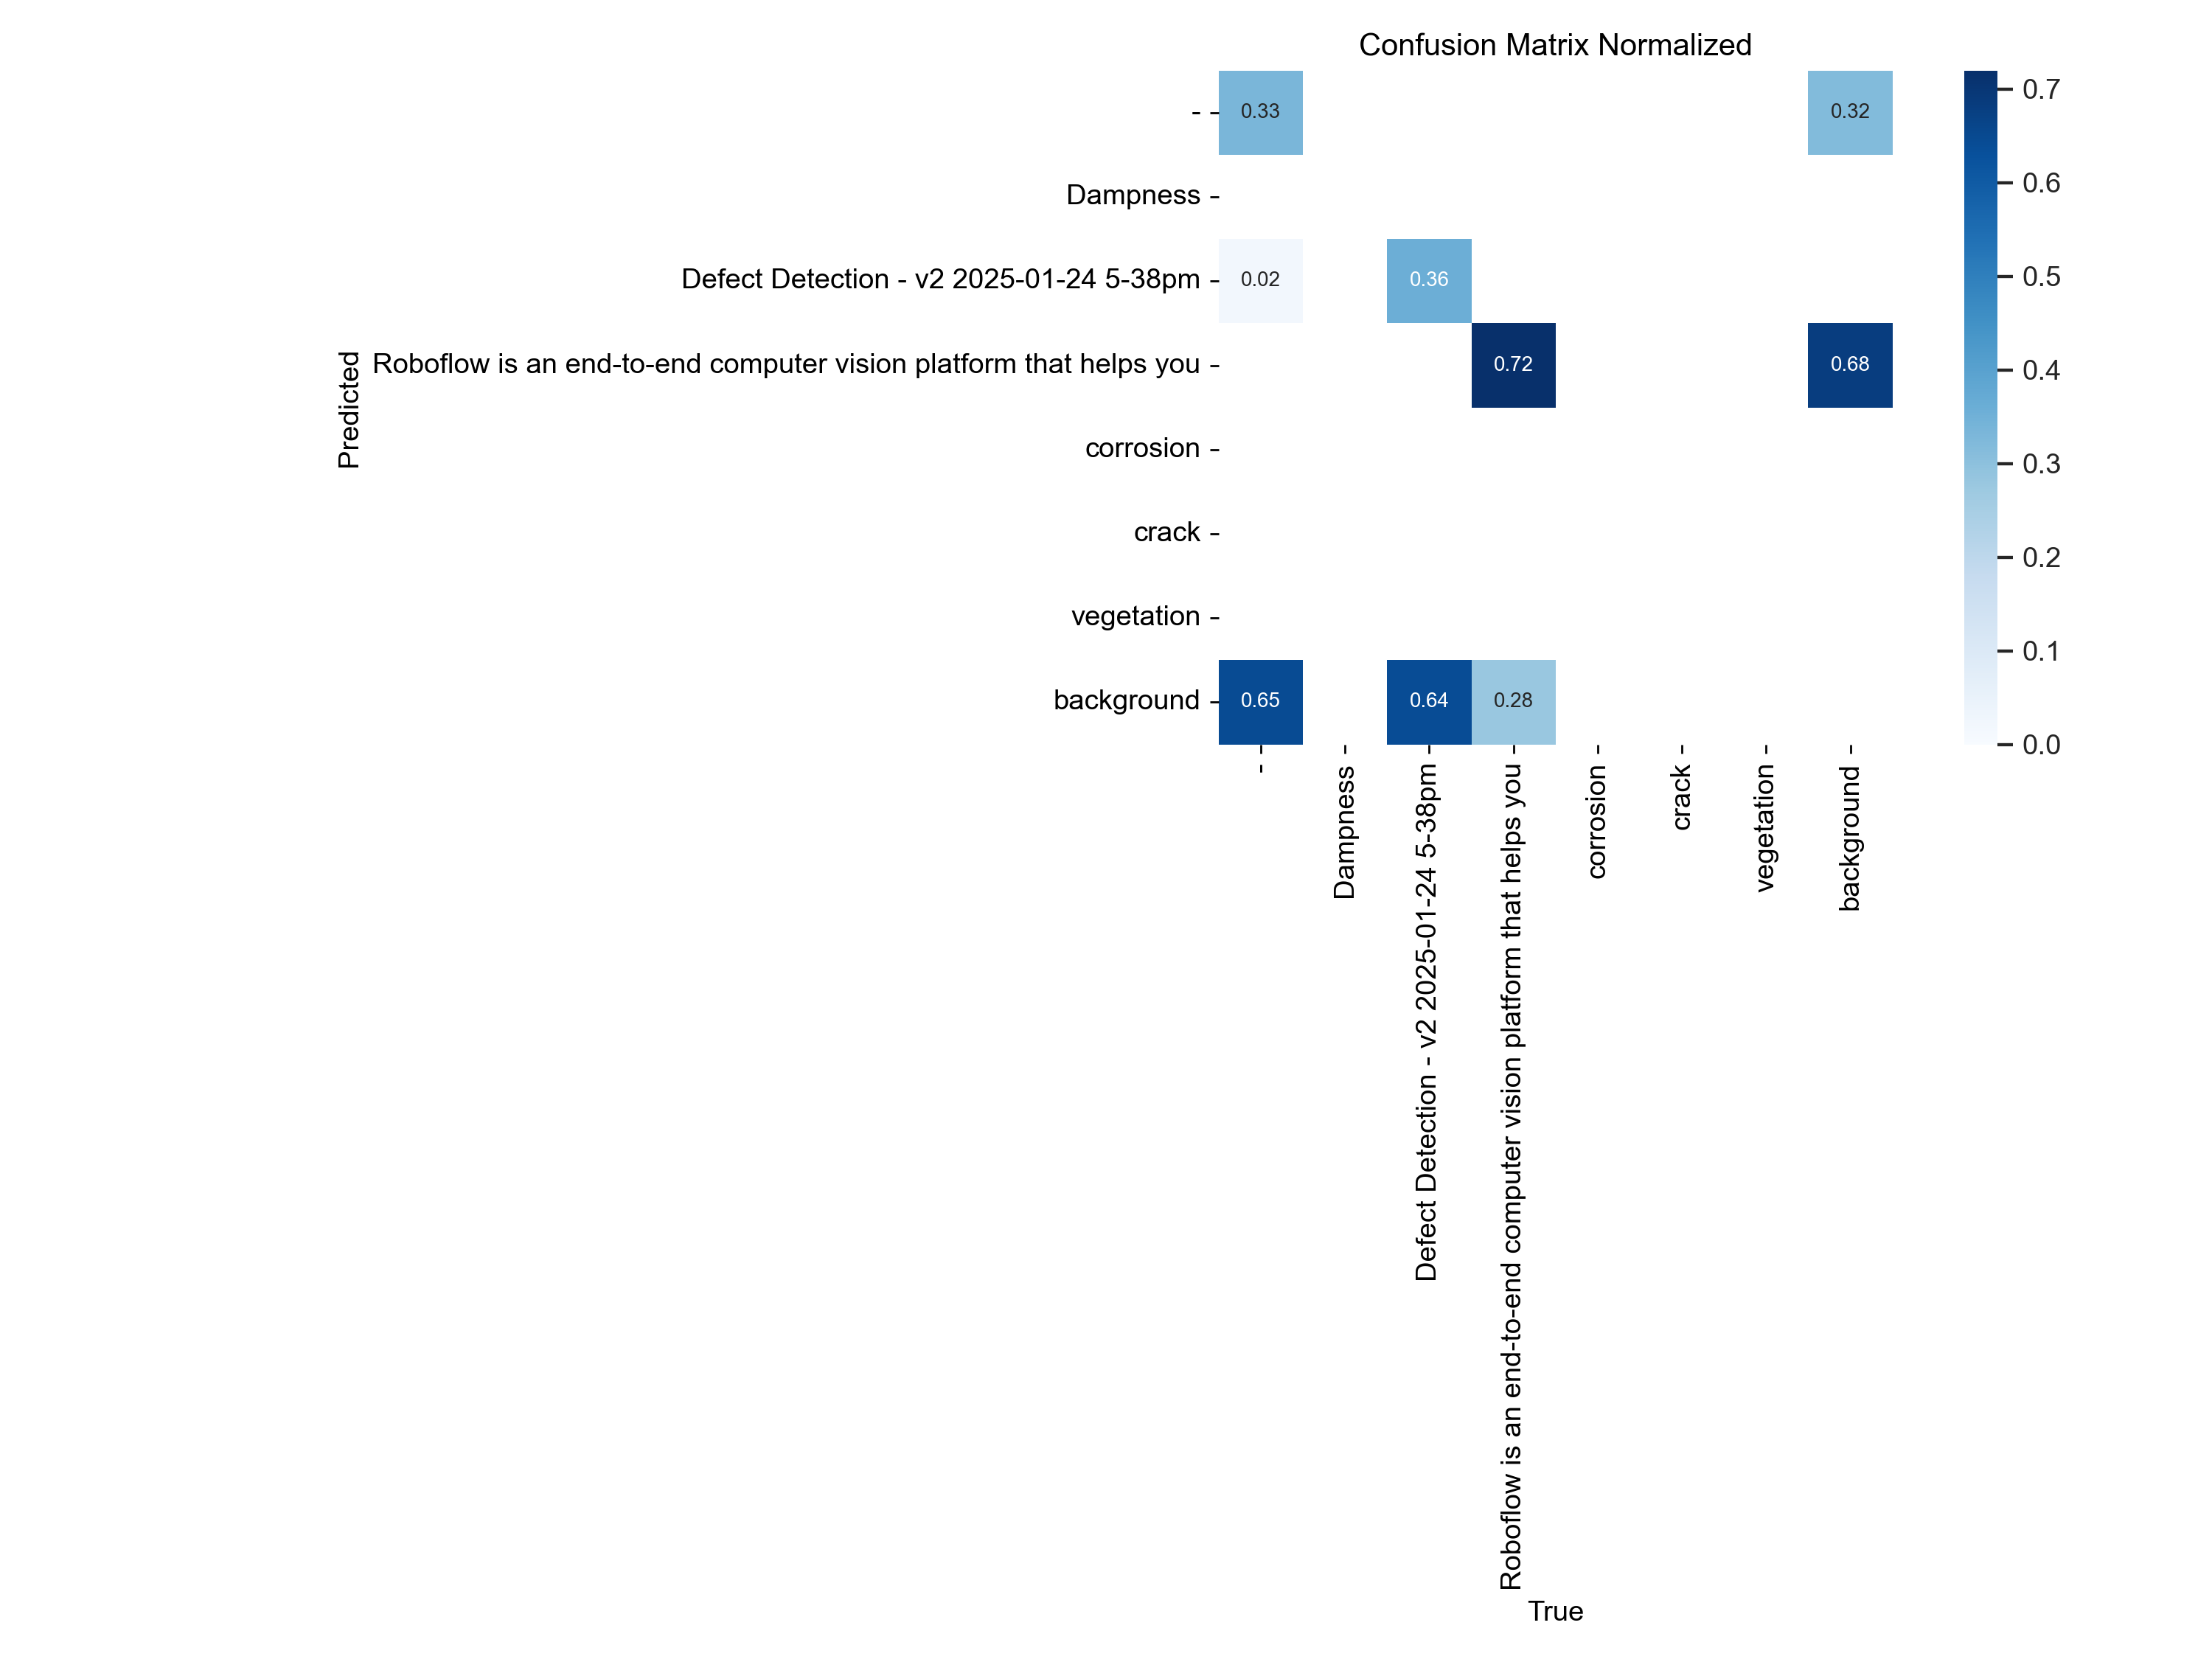 Confusion Matrix Normalized
-
0.33
0.32
Dampness
Defect Detection - v2 2025-01-24 5-38pm
0.02
0.36
Roboflow is an end-to-end computer vision platform that helps you
0.72
0.68
corrosion
crack
vegetation
background
0.65
0.64
0.28
Predicted
-
Dampness
Defect Detection - v2 2025-01-24 5-38pm
Roboflow is an end-to-end computer vision platform that helps you
corrosion
crack
vegetation
background
True
0.7
0.6
0.5
0.4
0.3
0.2
0.1
0.0